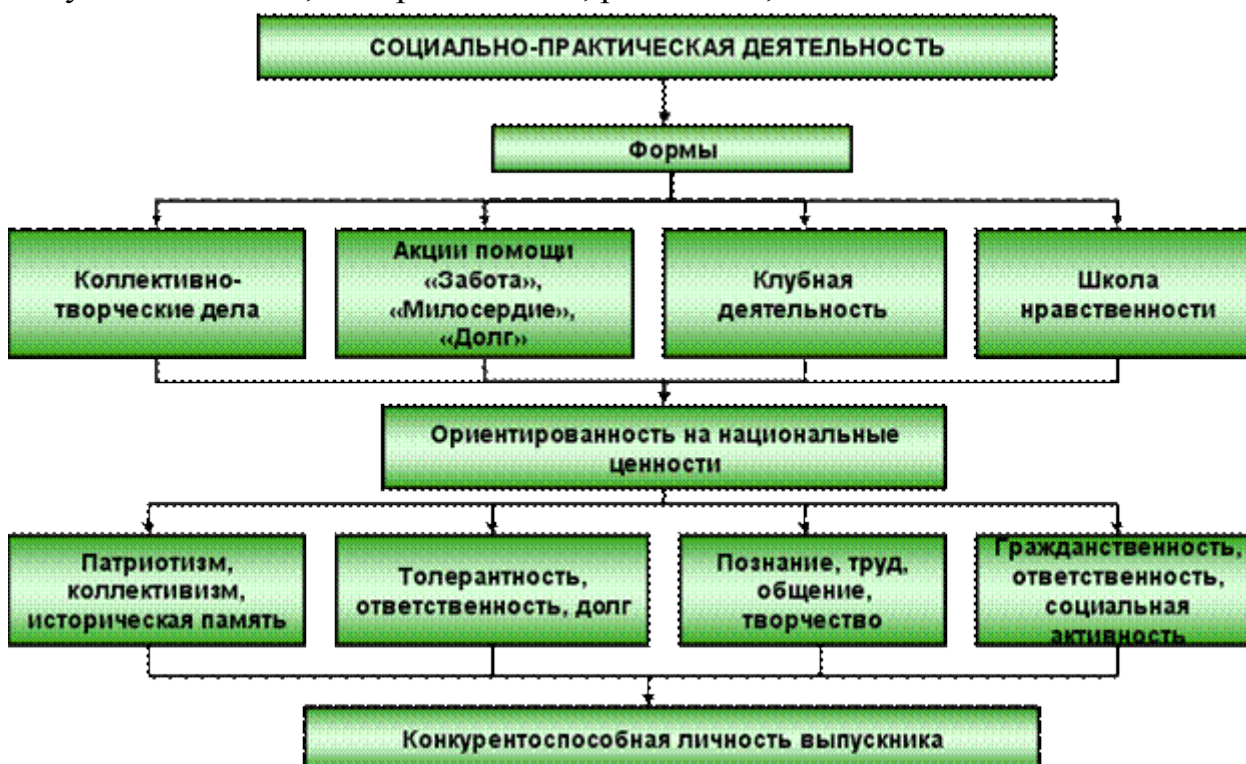 СОЦИАЛЬНО-ПРАКТИЧЕСКАЯ ДЕЯТЕЛЬНОСТЬ
Формы
Коллективно-
творческие дела
Акции помощи
«Забота»,
«Милосердие»,
«Долг»
Клубная
деятельность
Школа
нравственности
Ориентированность на национальные
ценности
Патриотизм,
коллективизм,
историческая память
Толерантность,
ответственность, долг
Познание, труд,
общение,
творчество
Гражданственность,
ответственность,
социальная
активность
Конкурентоспособная личность выпускника